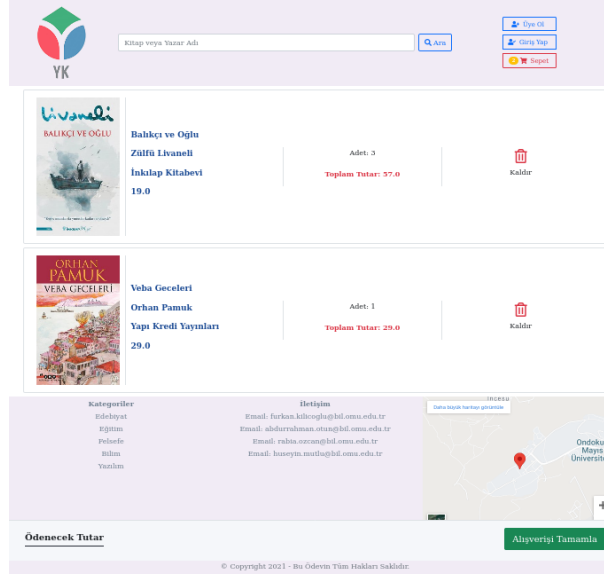 YK
Kitap veya Yazar Adı
Ara
Üye Ol
Giriş Yap
Sepet
Livaneli
BALIKÇI VE OĞLU
Balıkçı ve Oğlu
Zülfü Livaneli
İnkılap Kitabevi
19.0
Adet: 3
Toplam Tutar: 57.0
Kaldır
ORHAN
PAMUK
VEBA GECELERİ
Veba Geceleri
Orhan Pamuk
Yapı Kredi Yayınları
29.0
Adet: 1
Toplam Tutar: 29.0
Kaldır
Kategoriler
Edebiyat
Eğitim
Felsefe
Bilim
Yazılım
İletişim
Email: forkan.kilicoglu@bil.omu.edu.tr
Email: abdurrahman.otun@bil.omu.edu.tr
Email: rabia.ozcan@bil.omu.edu.tr
Email: huseyin.mutlu@bil.omu.edu.tr
İncesu
Daha büyük haritayı görüntüle
Ondoku
Mayıs
Üniversite
+
Ödenecek Tutar
Alışverişi Tamamla
© Copyright 2021 - Bu Ödevin Tüm Hakları Saklıdır.